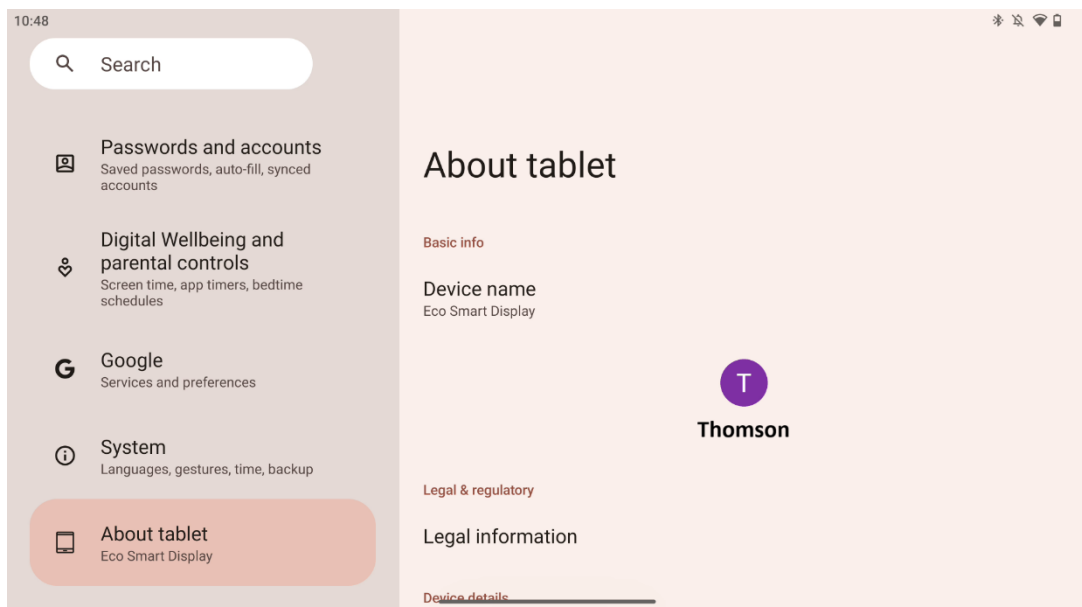 10:48
Search
Passwords and accounts
Saved passwords, auto-fill, synced
accounts
Digital Wellbeing and
parental controls
Screen time, app timers, bedtime
schedules
Google
Services and preferences
System
Languages, gestures, time, backup
About tablet
Eco Smart Display
About tablet
Basic info
Device name
Eco Smart Display
T
Thomson
Legal & regulatory
Legal information
Device details